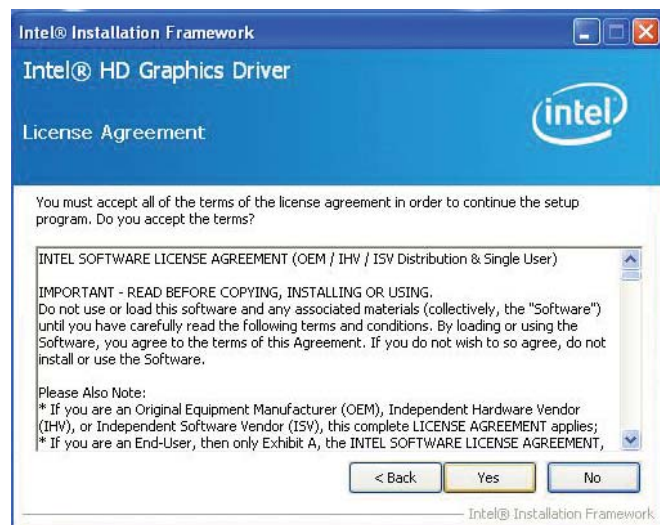 Intel® Installation Framework
Intel® HD Graphics Driver
intel
License Agreement
You must accept all of the terms of the license agreement in order to continue the setup
program. Do you accept the terms?
INTEL SOFTWARE LICENSE AGREEMENT (OEM / IHV / ISV Distribution & Single User)
IMPORTANT - READ BEFORE COPYING, INSTALLING OR USING.
Do not use or load this software and any associated materials (collectively, the "Software")
until you have carefully read the following terms and conditions. By loading or using the
Software, you agree to the terms of this Agreement. If you do not wish to so agree, do not
install or use the Software.
Please Also Note:
* If you are an Original Equipment Manufacturer (OEM), Independent Hardware Vendor
(IHV), or Independent Software Vendor (ISV), this complete LICENSE AGREEMENT applies;
* If you are an End-User, then only Exhibit A, the INTEL SOFTWARE LICENSE AGREEMENT,
< Back Yes No
Intel® Installation Framework